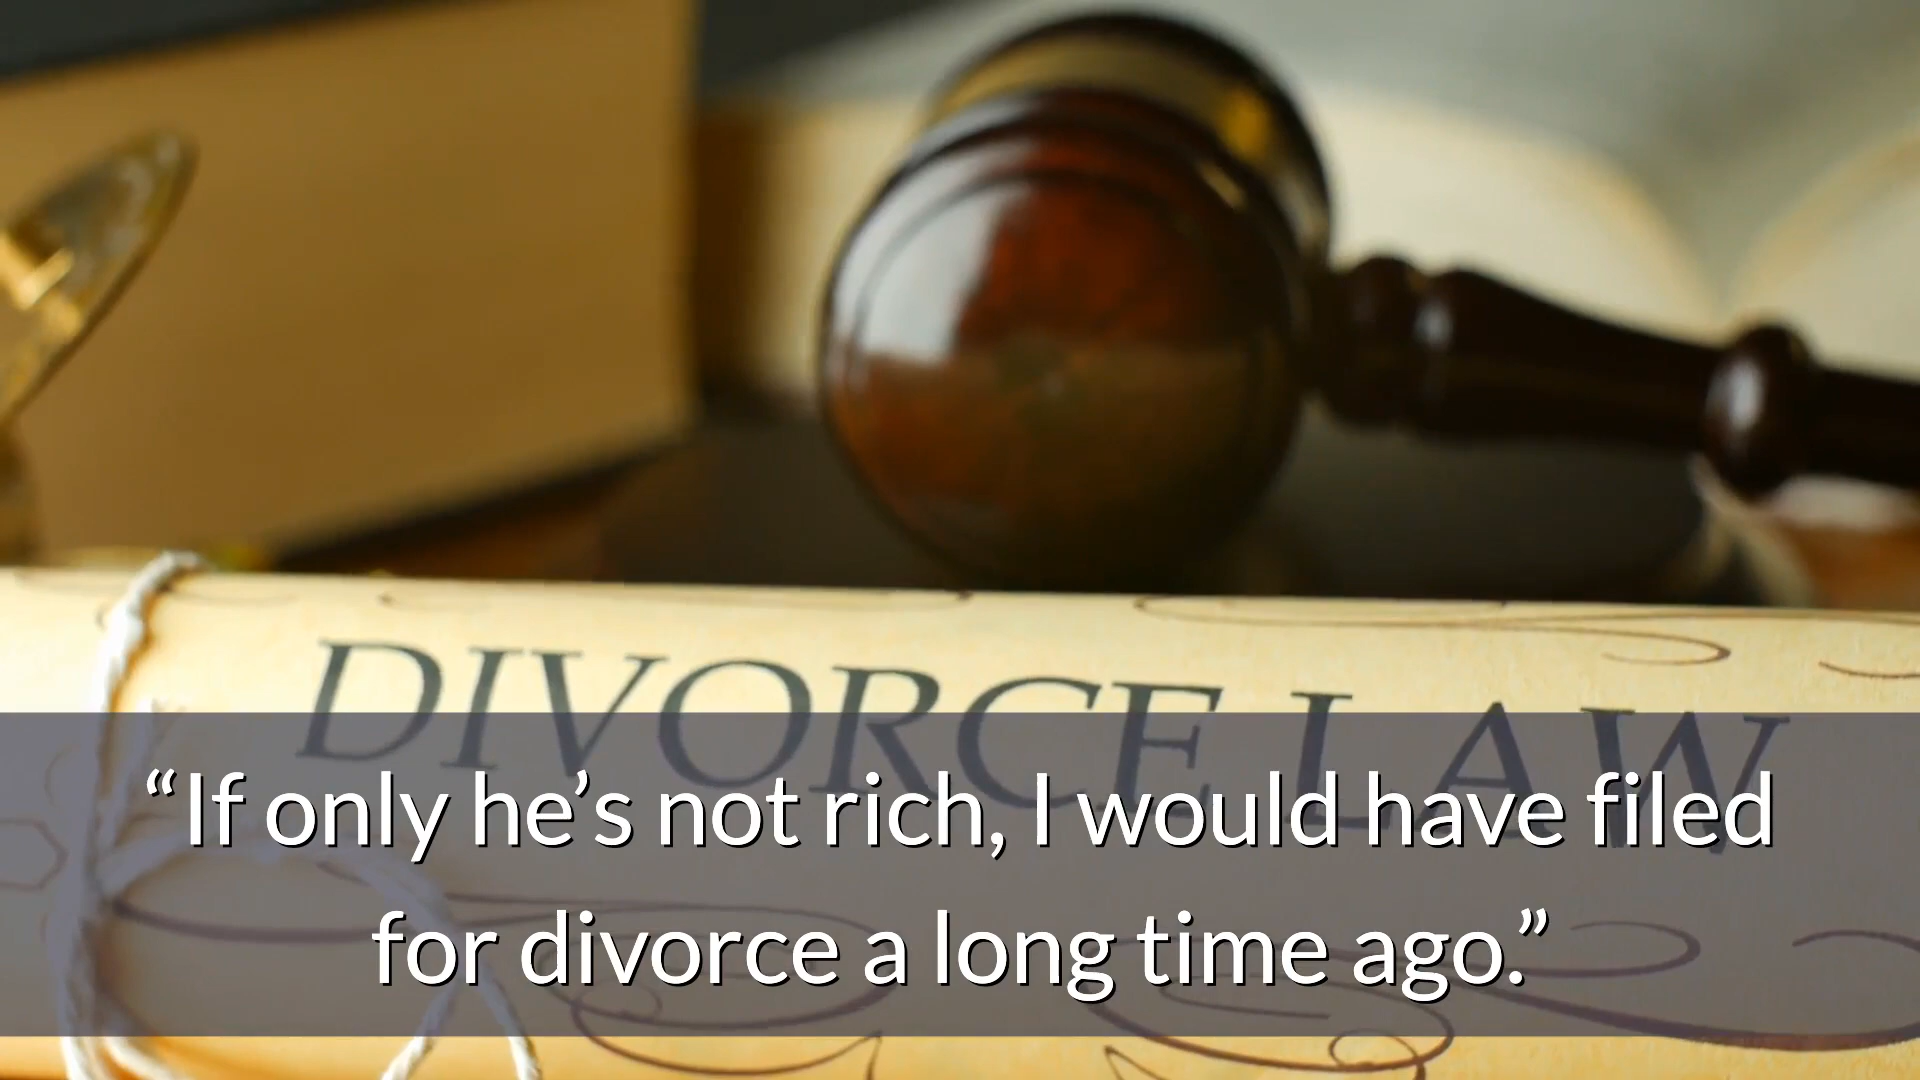 DIVORCE LAW
“If only he’s not rich, I would have filed
for divorce a long time ago.”